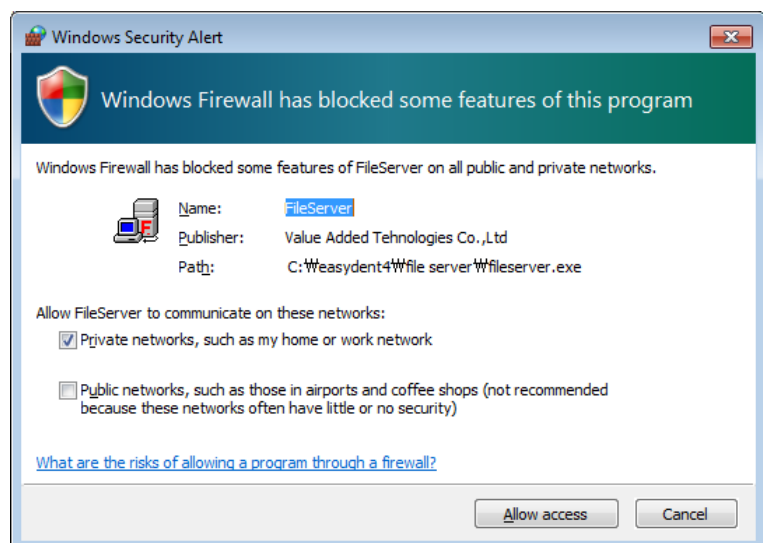 Windows Security Alert
Windows Firewall has blocked some features of this program
Windows Firewall has blocked some features of FileServer on all public and private networks.
Name: FileServer
Publisher: Value Added Tehnologies Co.,Ltd
Path: C:₩easydent4₩file server₩fileserver.exe
Allow FileServer to communicate on these networks:
Private networks, such as my home or work network
Public networks, such as those in airports and coffee shops (not recommended
because these networks often have little or no security)
What are the risks of allowing a program through a firewall?
Allow access Cancel